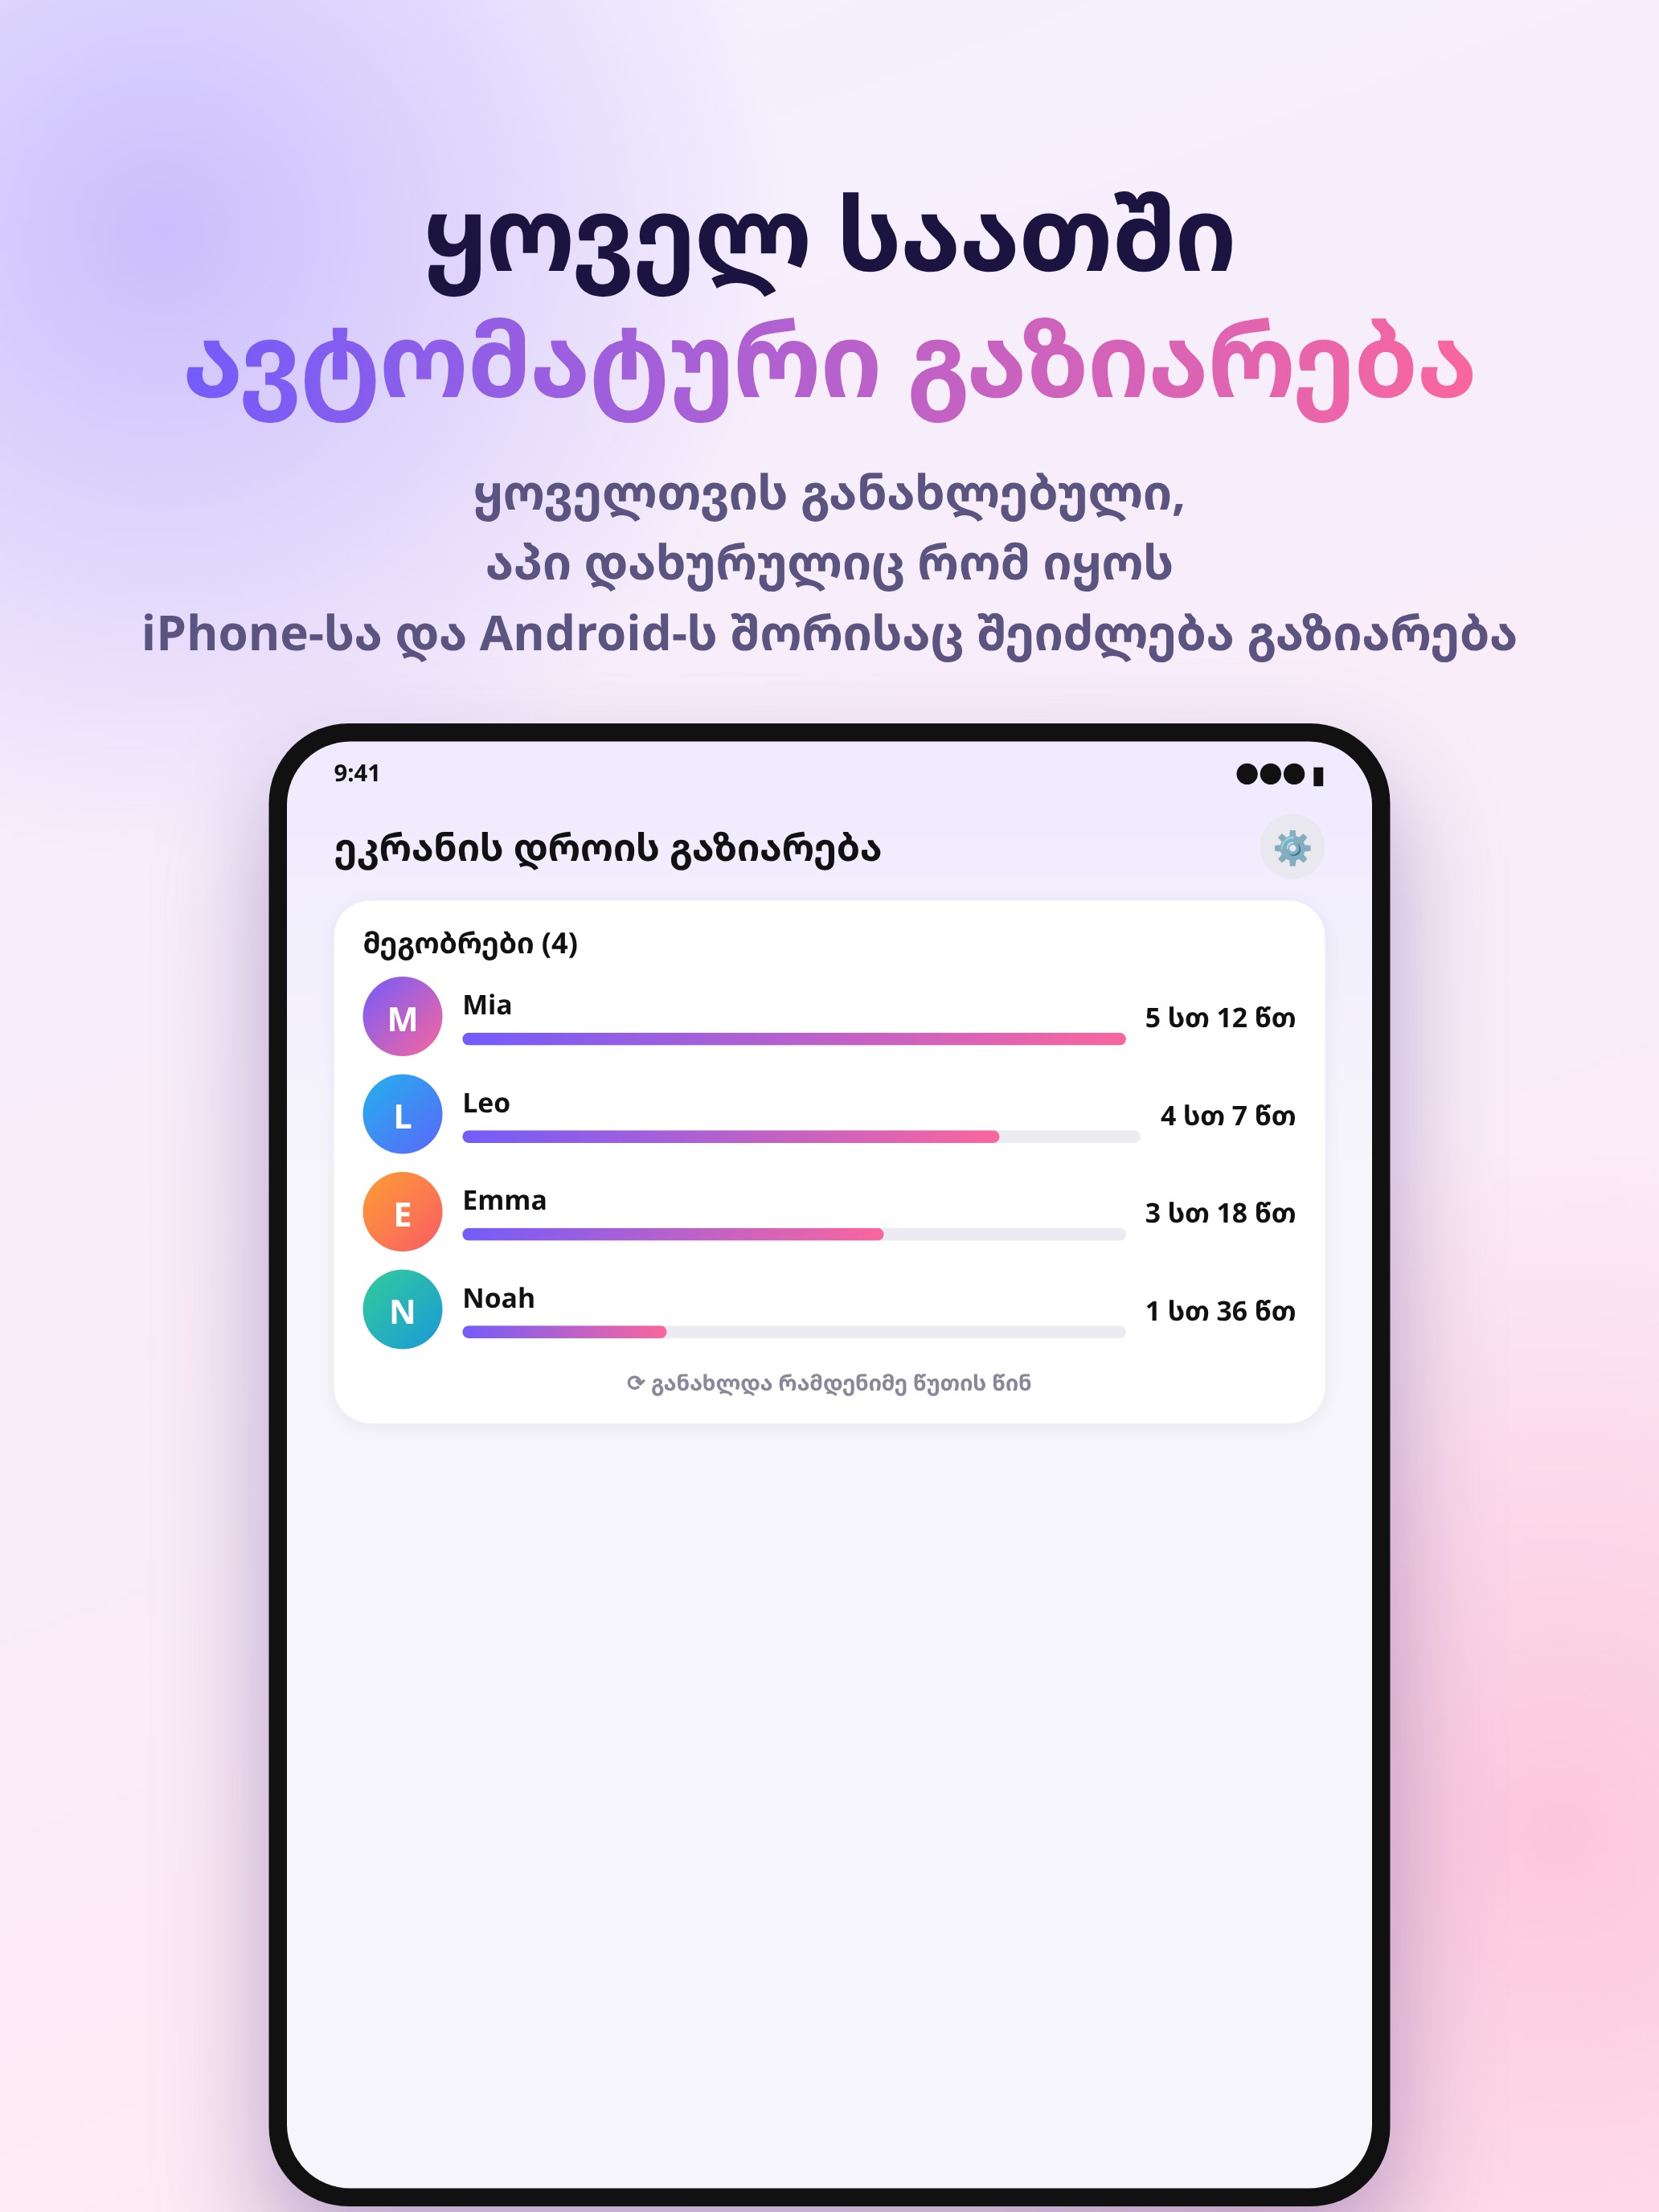 ყოველ საათში
ავტომატური გაზიარება
ყოველთვის განახლებული,
აპი დახურულიც რომ იყოს
iPhone-სა და Android-ს შორისაც შეიძლება გაზიარება
9:41
ეკრანის დროის გაზიარება
მეგობრები (4)
M
Mia
5 სთ 12 წთ
L
Leo
4 სთ 7 წთ
E
Emma
3 სთ 18 წთ
N
Noah
1 სთ 36 წთ
⟳ განახლდა რამდენიმე წუთის წინ